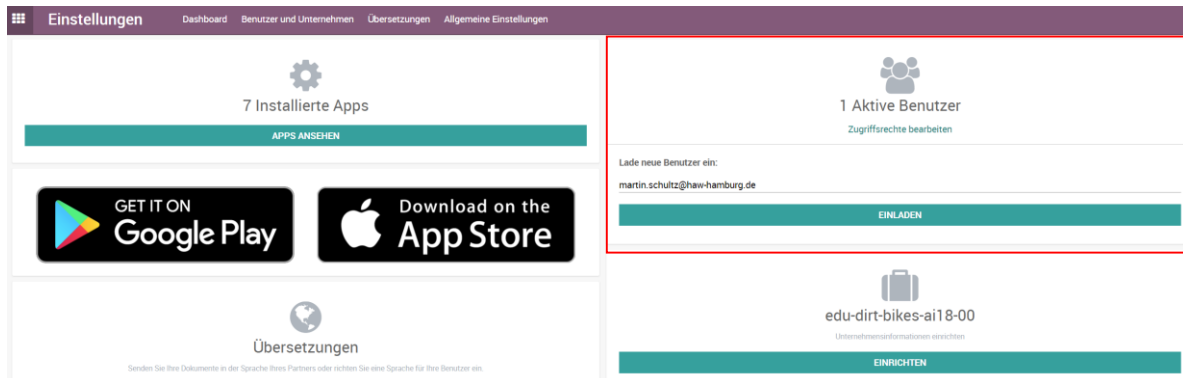 Einstellungen Dashboard Benutzer und Unternehmen Übersetzungen Allgemeine Einstellungen
7 Installierte Apps
APPS ANSEHEN
GET IT ON
Google Play
Download on the
App Store
Übersetzungen
Senden Sie Ihre Dokumente in der Sprache Ihres Partners oder richten Sie eine Sprache für Ihre Benutzer ein
1 Aktive Benutzer
Zugriffsrechte bearbeiten
Lade neue Benutzer ein:
martin.schultz@haw-hamburg.de
EINLADEN
edu-dirt-bikes-ai18-00
Unternehmensinformationen einrichten
EINRICHTEN